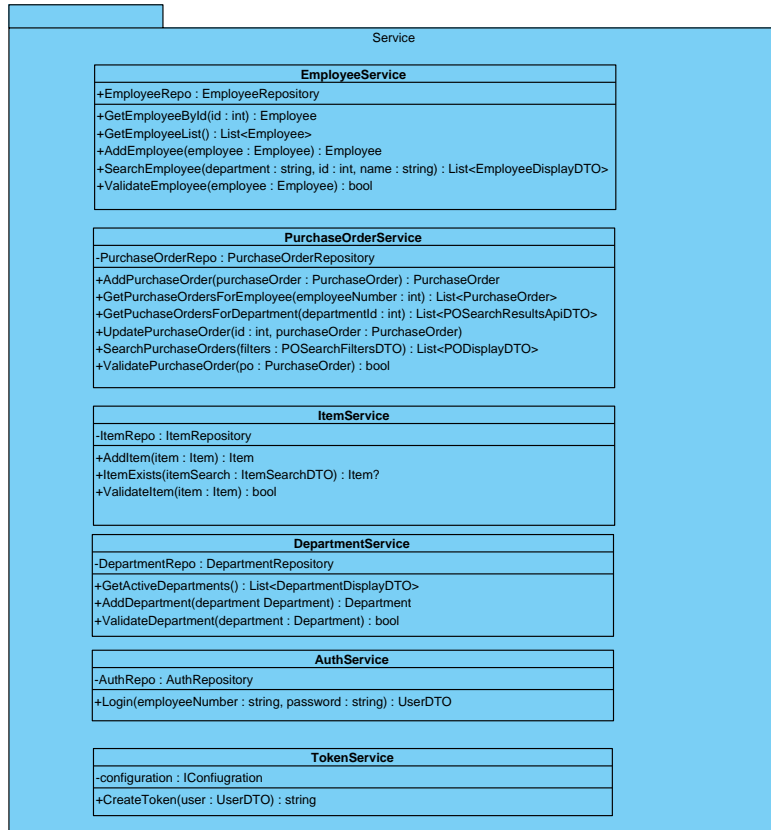 Service
EmployeeService
+EmployeeRepo : EmployeeRepository
+GetEmployeeById(id : int) : Employee
+GetEmployeeList() : List<Employee>
+AddEmployee(employee : Employee) : Employee
+SearchEmployee(department : string, id : int, name : string) : List<EmployeeDisplayDTO>
+ValidateEmployee(employee : Employee) : bool
PurchaseOrderService
-PurchaseOrderRepo : PurchaseOrderRepository
+AddPurchaseOrder(purchaseOrder : PurchaseOrder) : PurchaseOrder
+GetPurchaseOrdersForEmployee(employeeNumber : int) : List<PurchaseOrder>
+GetPuchaseOrdersForDepartment(departmentId : int) : List<POSearchResultsApiDTO>
+UpdatePurchaseOrder(id : int, purchaseOrder : PurchaseOrder)
+SearchPurchaseOrders(filters : POSearchFiltersDTO) : List<PODisplayDTO>
+ValidatePurchaseOrder(po : PurchaseOrder) : bool
ItemService
-ItemRepo : ItemRepository
+AddItem(item : Item) : Item
+ItemExists(itemSearch : ItemSearchDTO) : Item?
+ValidateItem(item : Item) : bool
DepartmentService
-DepartmentRepo : DepartmentRepository
+GetActiveDepartments() : List<DepartmentDisplayDTO>
+AddDepartment(department Department) : Department
+ValidateDepartment(department : Department) : bool
AuthService
-AuthRepo : AuthRepository
+Login(employeeNumber : string, password : string) : UserDTO
TokenService
-configuration : IConfiugration
+CreateToken(user : UserDTO) : string